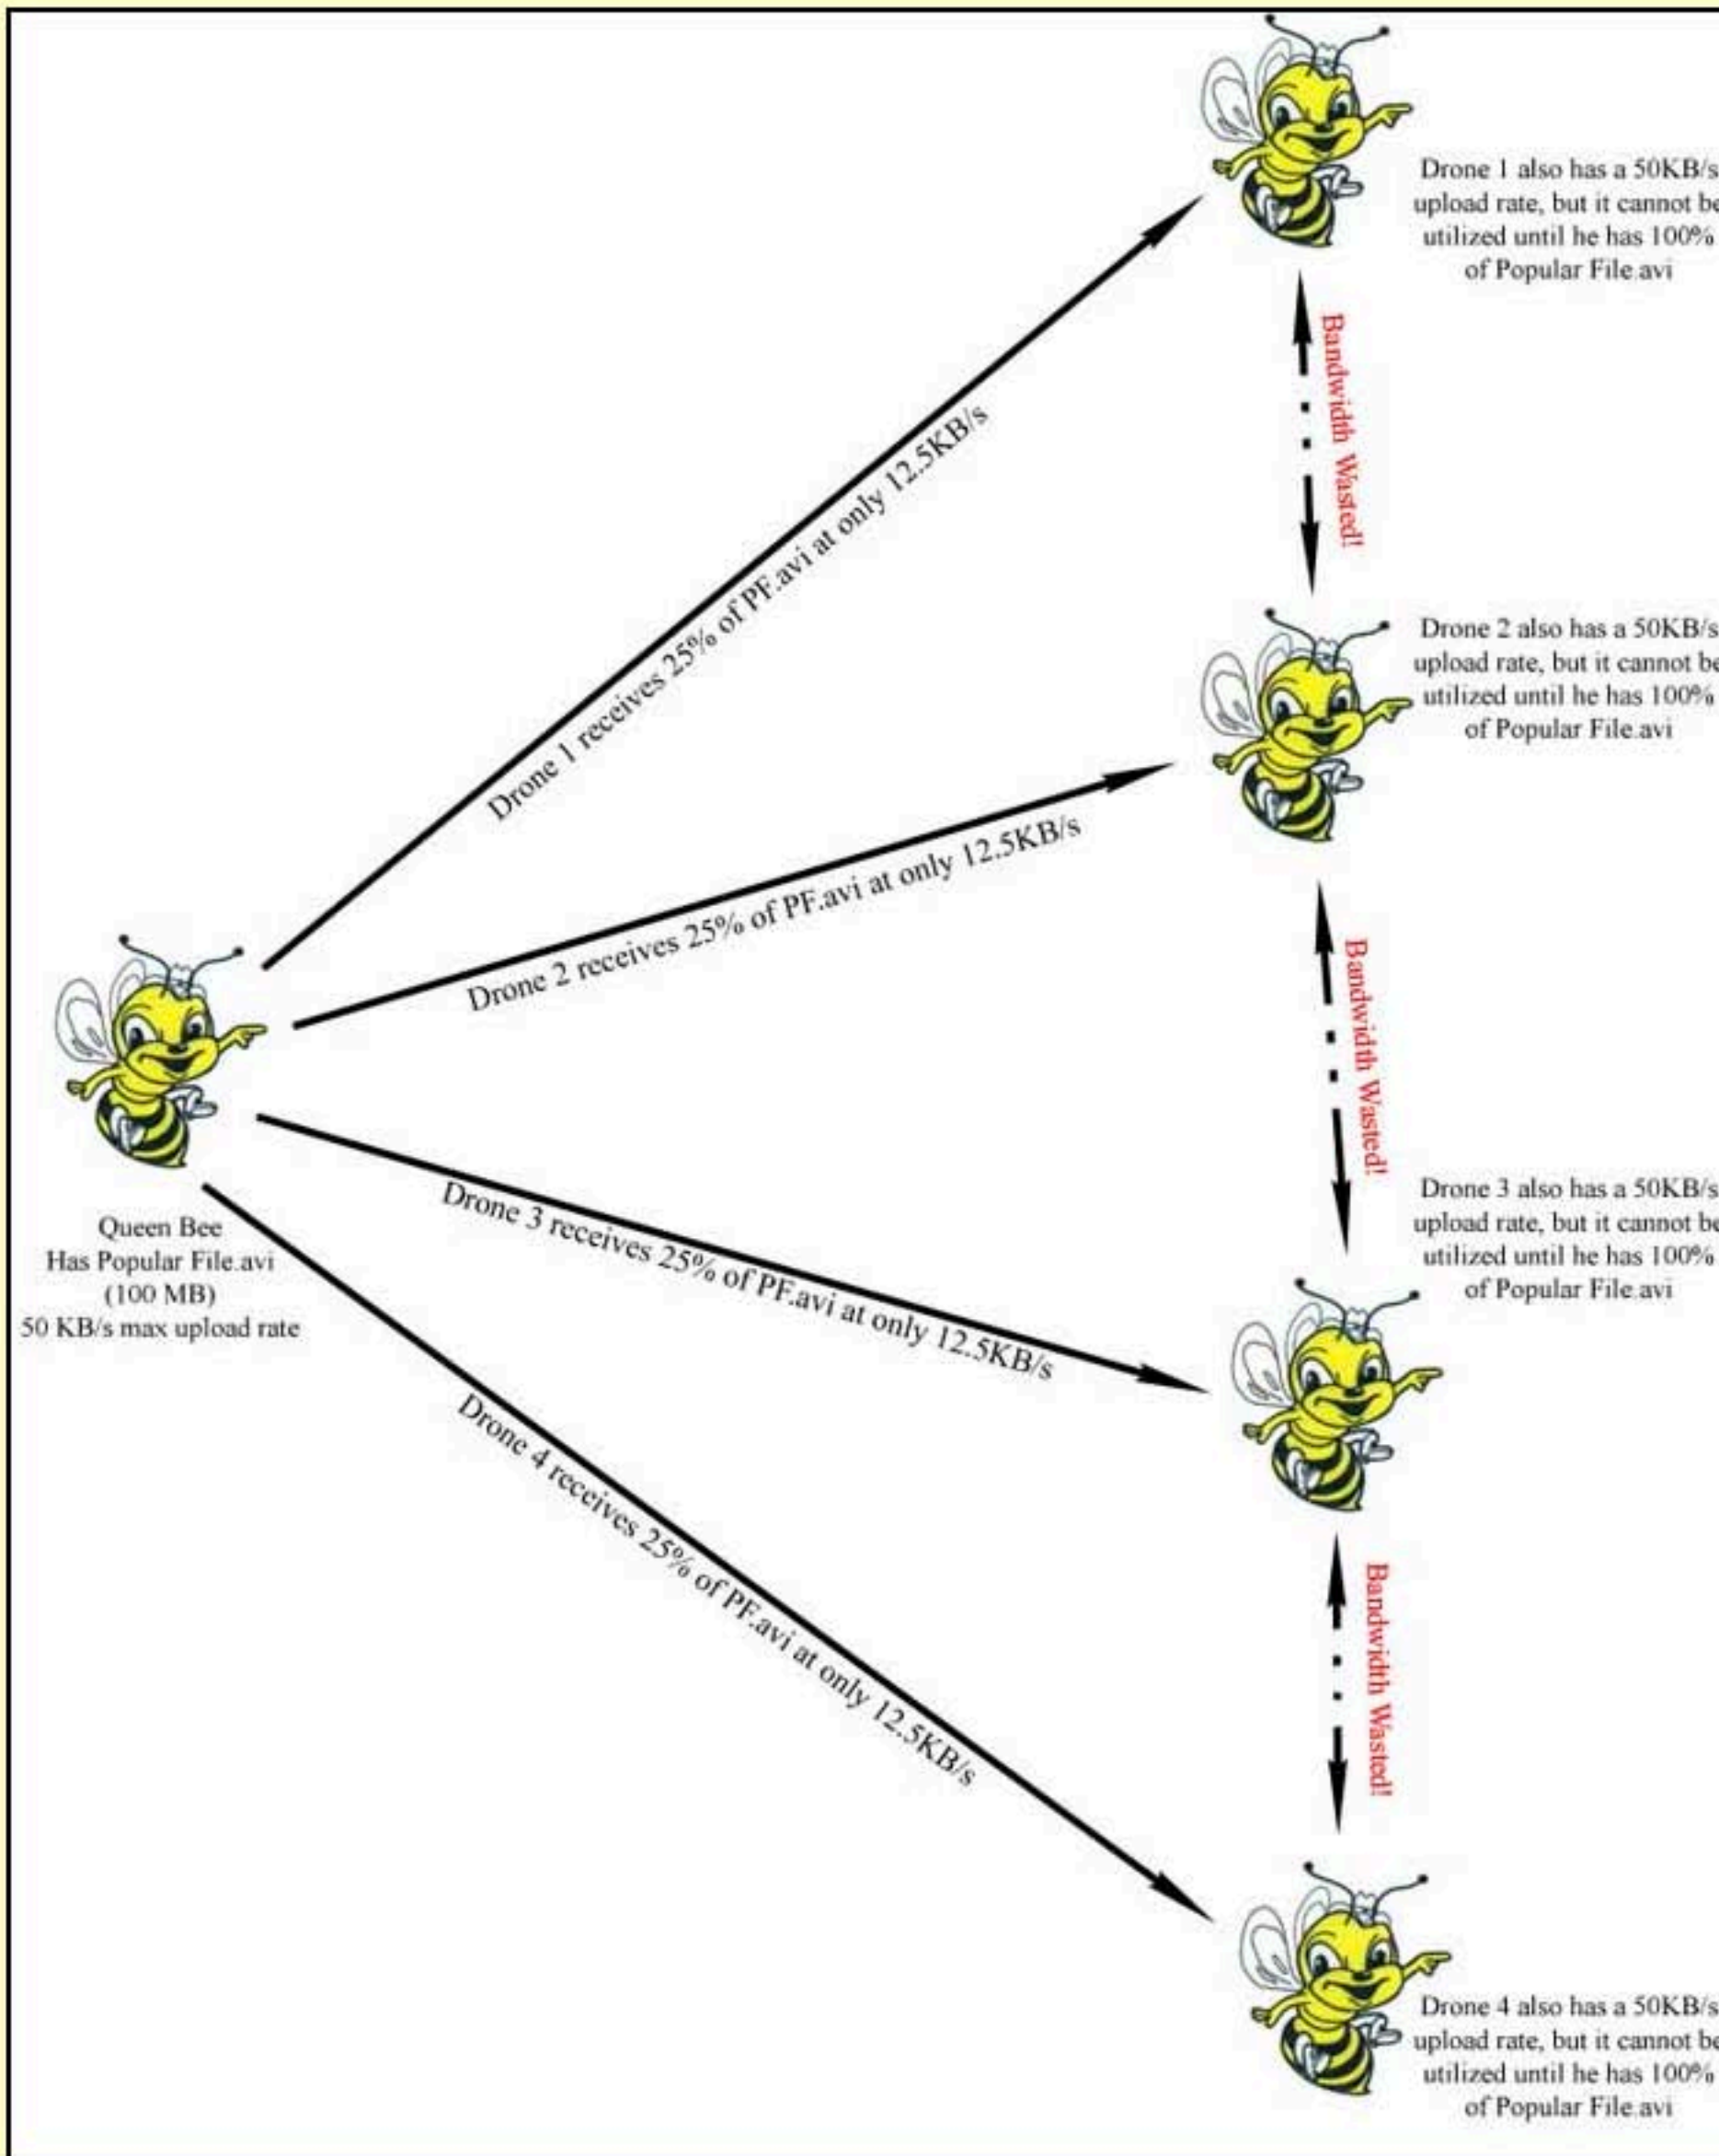 Drone 1 also has a 50KB/s
upload rate, but it cannot be
utilized until he has 100%
of Popular File.avi
Bandwidth Wasted!
Drone 1 receives 25% of PF.avi at only 12.5KB/s
Drone 2 also has a 50KB/s
upload rate, but it cannot be
utilized until he has 100%
of Popular File.avi
Drone 2 receives 25% of PF.avi at only 12.5KB/s
Bandwidth Wasted!
Queen Bee
Has Popular File.avi
(100 MB)
50 KB/s max upload rate
Drone 3 receives 25% of PF.avi at only 12.5KB/s
Drone 3 also has a 50KB/s
upload rate, but it cannot be
utilized until he has 100%
of Popular File.avi
Drone 4 receives 25% of PF.avi at only 12.5KB/s
Bandwidth Wasted!
Drone 4 also has a 50KB/s
upload rate, but it cannot be
utilized until he has 100%
of Popular File.avi